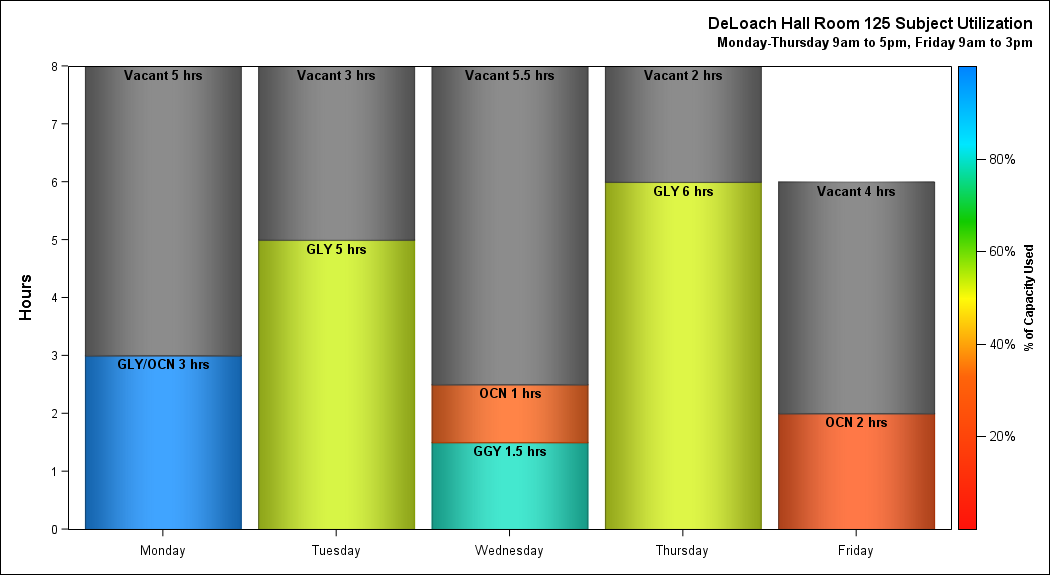 DeLoach Hall Room 125 Subject Utilization
Monday-Thursday 9am to 5pm, Friday 9am to 3pm
8
7
6
5
4
3
2
1
0
Hours
Vacant 5 hrs
GLY/OCN 3 hrs
Vacant 3 hrs
GLY 5 hrs
Vacant 5.5 hrs
OCN 1 hrs
GGY 1.5 hrs
Vacant 2 hrs
GLY 6 hrs
Vacant 4 hrs
OCN 2 hrs
Monday
Tuesday
Wednesday
Thursday
Friday
80%
60%
40%
20%
% of Capacity Used